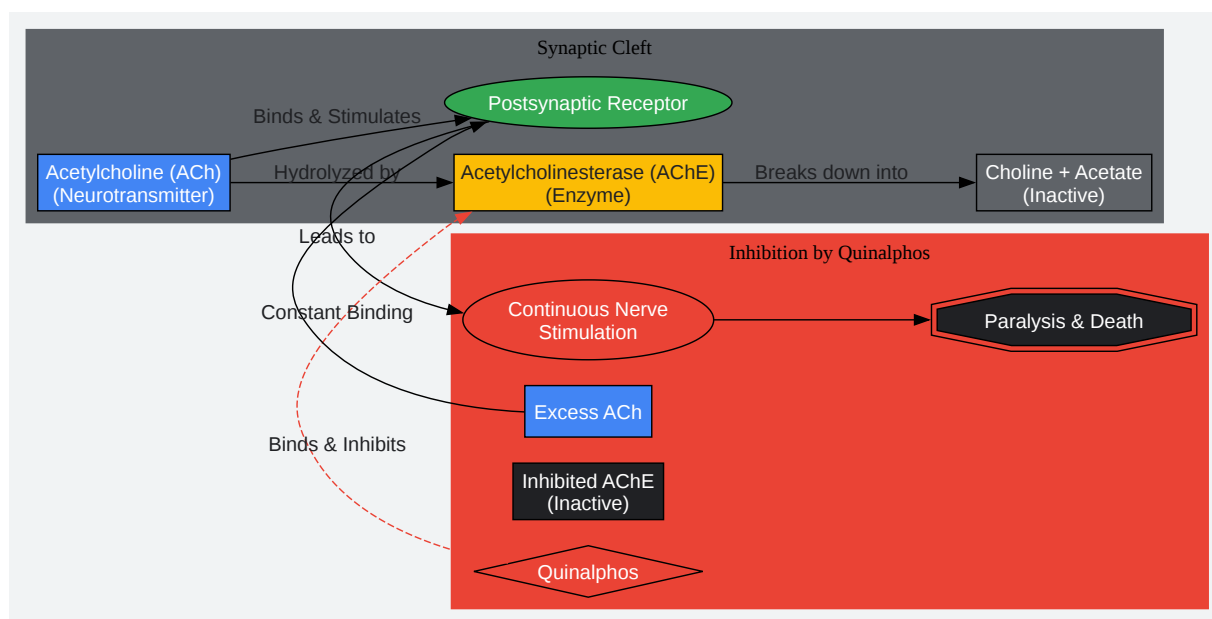 Synaptic Cleft
Postsynaptic Receptor
Binds & Stimulates
Acetylcholine (ACh)
(Neurotransmitter)
Hydrolyzed by
Acetylcholinesterase (AChE)
(Enzyme)
Breaks down into
Choline + Acetate
(Inactive)
Leads to
Inhibition by Quinalphos
Constant Binding
Continuous Nerve
Stimulation
Paralysis & Death
Excess ACh
Binds & Inhibits
Inhibited AChE
(Inactive)
Quinalphos